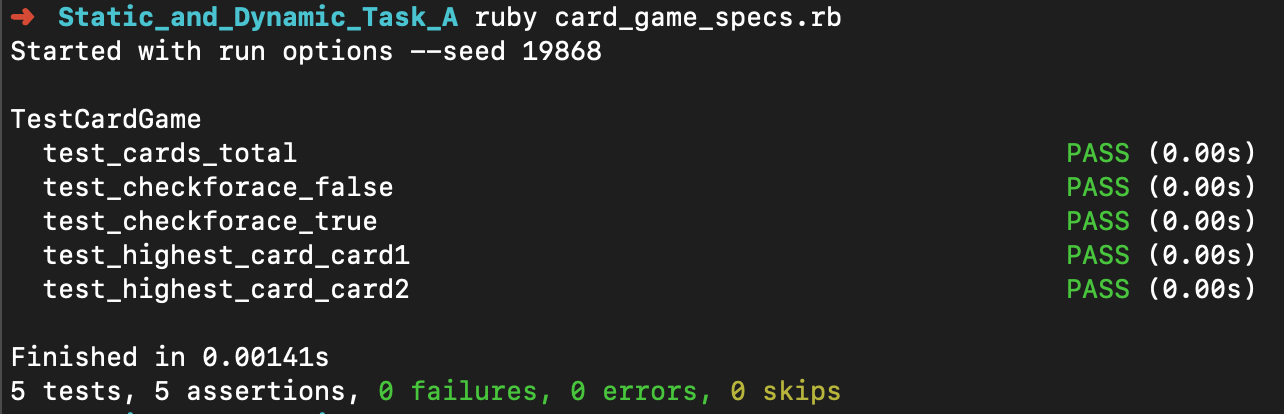 ➜ Static_and_Dynamic_Task_A ruby card_game_specs.rb
Started with run options --seed 19868
TestCardGame
test_cards_total PASS (0.00s)
test_checkforace_false PASS (0.00s)
test_checkforace_true PASS (0.00s)
test_highest_card_card1 PASS (0.00s)
test_highest_card_card2 PASS (0.00s)
Finished in 0.00141s
5 tests, 5 assertions, 0 failures, 0 errors, 0 skips